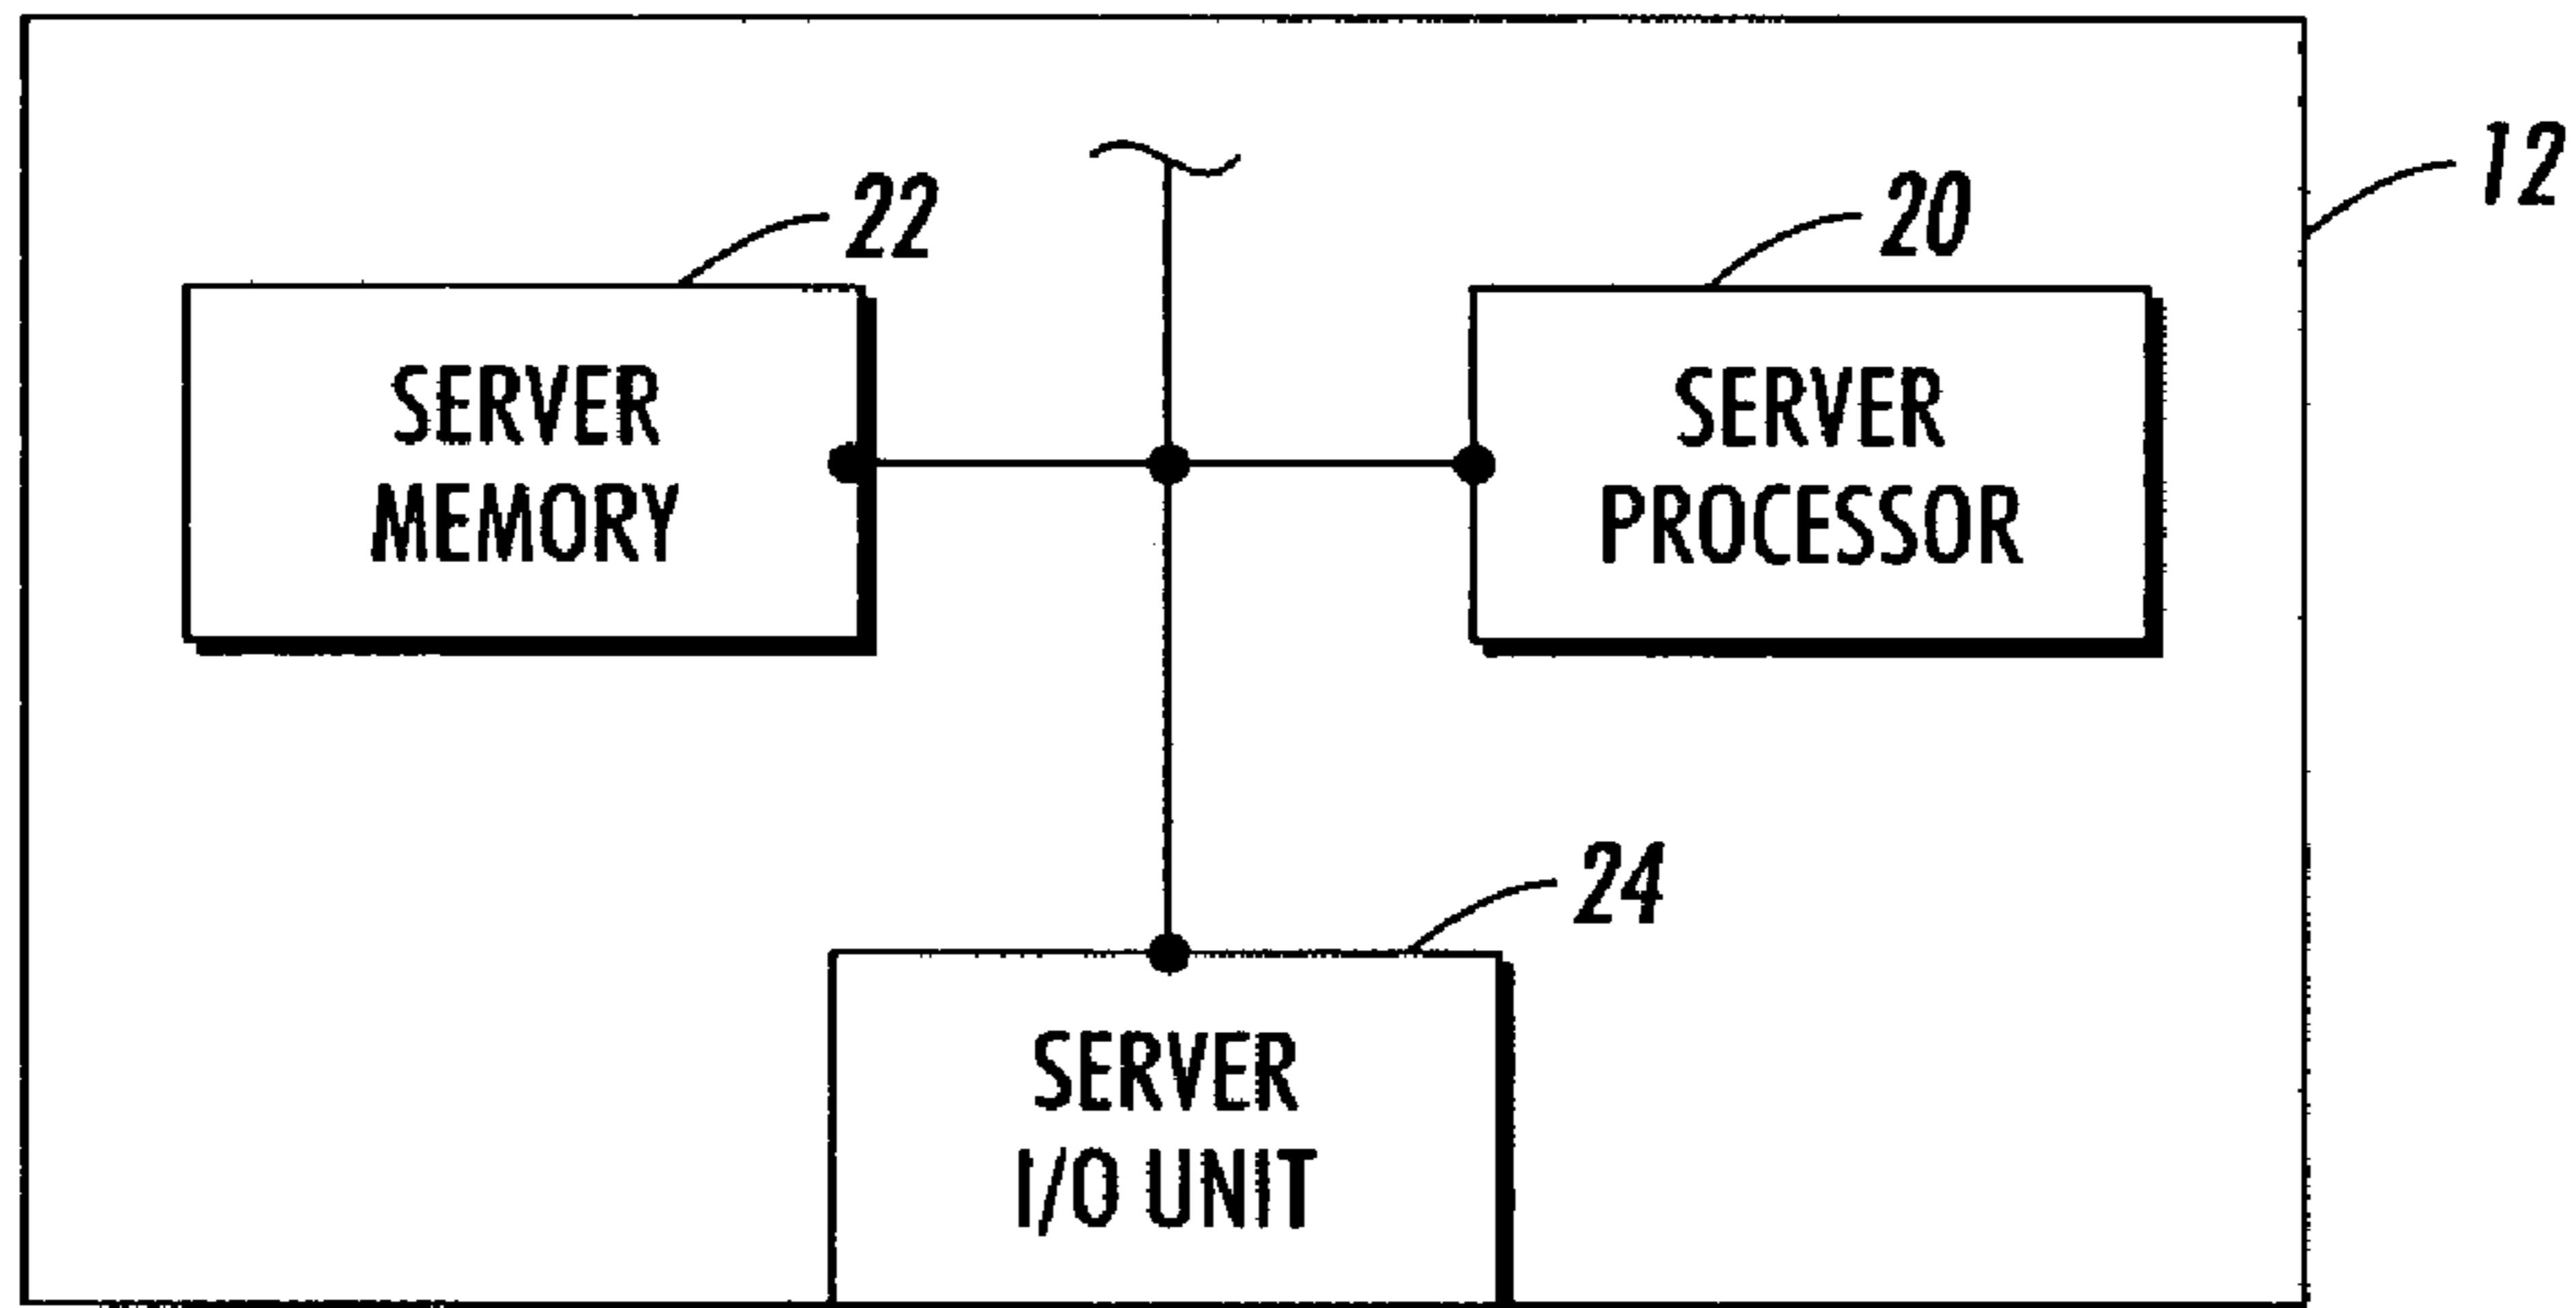 12
22
20
SERVER
MEMORY
SERVER
PROCESSOR
24
SERVER
I/O UNIT